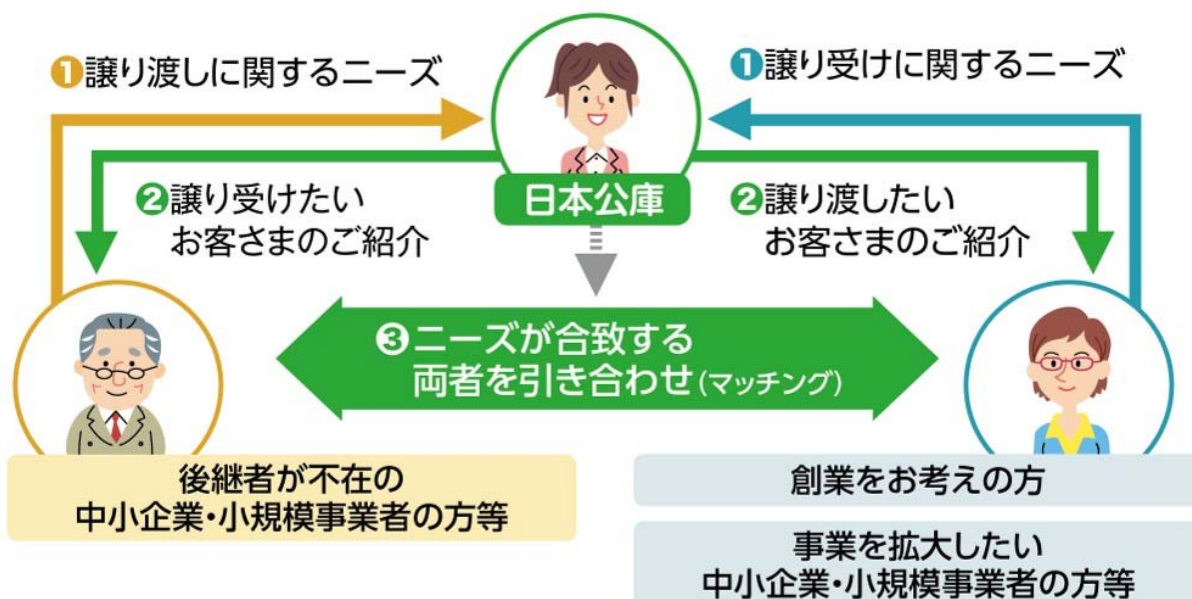 ❶譲り渡しに関するニーズ
❶譲り受けに関するニーズ
❷譲り受けたい
お客さまのご紹介
日本公庫
❷譲り渡したい
お客さまのご紹介
❸ニーズが合致する
両者を引き合わせ(マッチング)
後継者が不在の
中小企業・小規模事業者の方等
創業をお考えの方
事業を拡大したい
中小企業・小規模事業者の方等